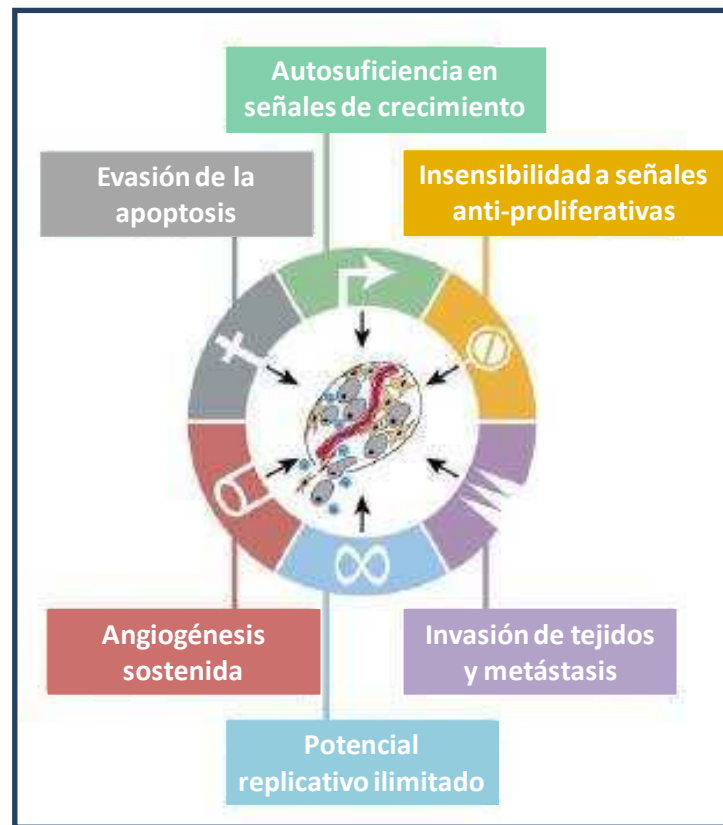 Autosuficiencia en
señales de crecimiento
Evasión de la
apoptosis
Insensibilidad a señales
anti-proliferativas
Angiogénesis
sostenida
Invasión de tejidos
y metástasis
Potencial
replicativo ilimitado